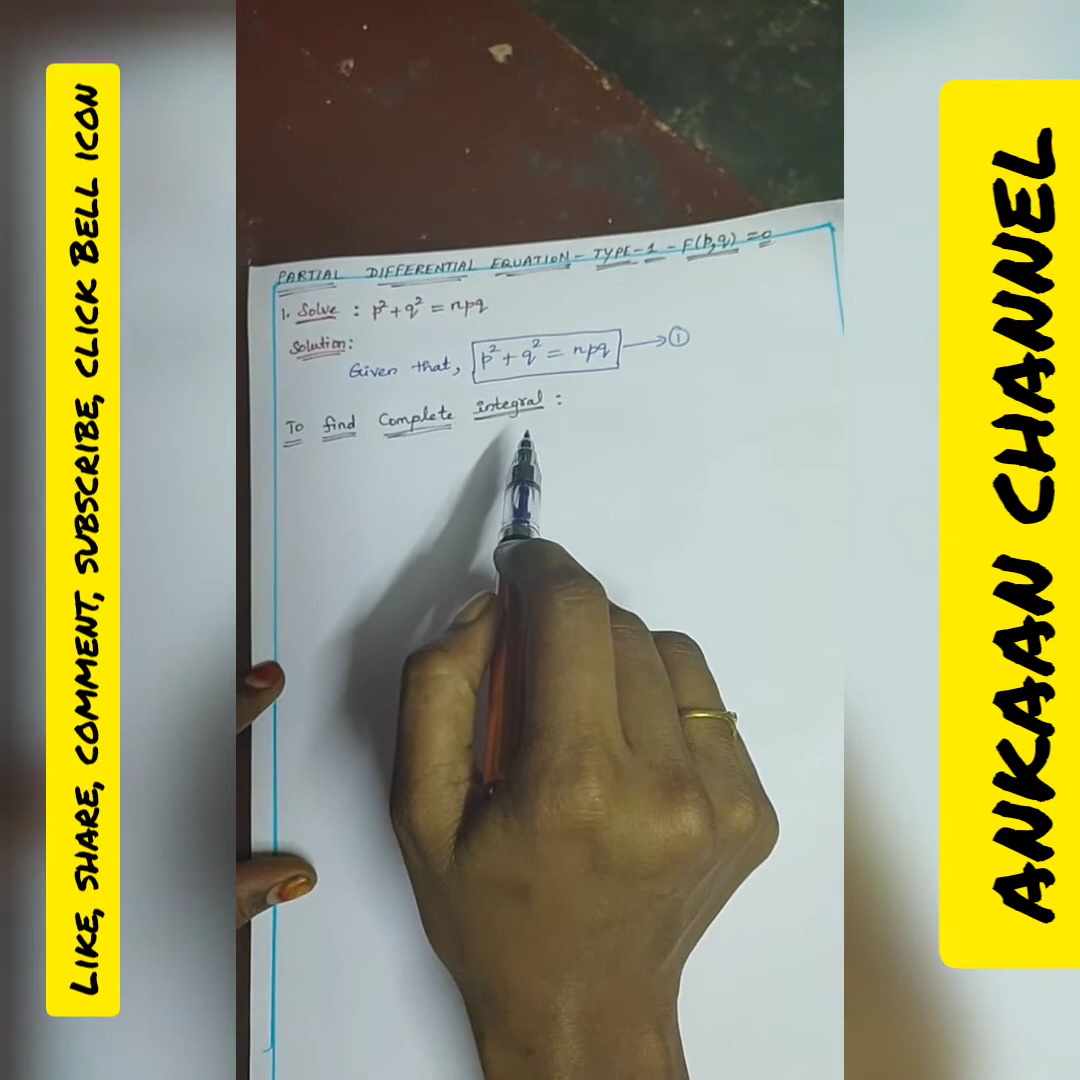 LIKE, SHARE, COMMENT, SUBSCRIBE, CLICK BELL ICON
PARTIAL DIFFERENTIAL EQUATION - TYPE-1 - F(p,q) = 0
1. Solve : p² + q² = npq
Solution:
Given that, p² + q² = npq → ①
To find Complete integral :
ANKAAN CHANNEL